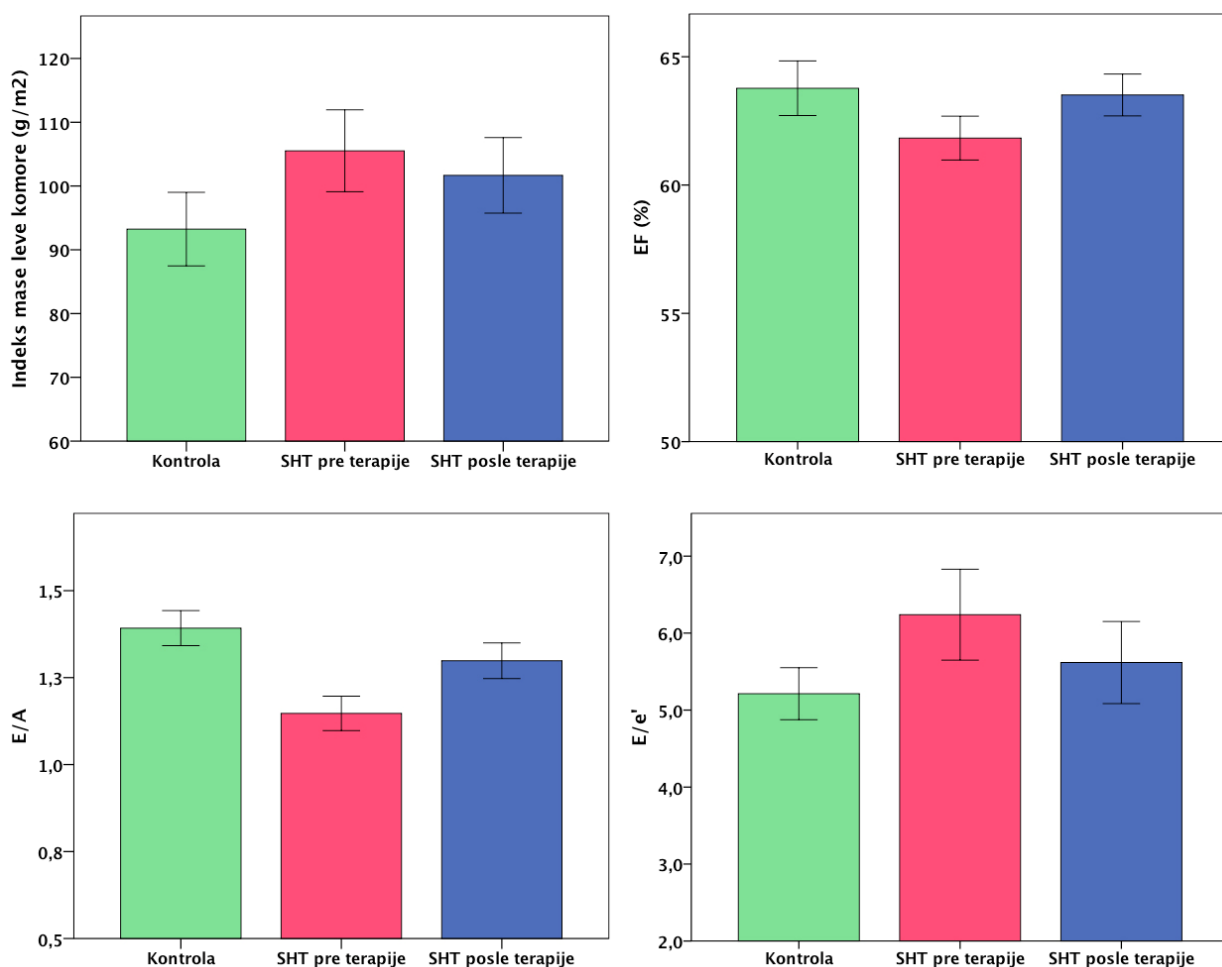 Indeks mase leve komore (g/m2)
120
110
100
90
80
70
60
Kontrola
SHT pre terapije
SHT posle terapije
EF (%)
65
60
55
50
Kontrola
SHT pre terapije
SHT posle terapije
E/A
1,5
1,3
1,0
0,8
0,5
Kontrola
SHT pre terapije
SHT posle terapije
E/e'
7,0
6,0
5,0
4,0
3,0
2,0
Kontrola
SHT pre terapije
SHT posle terapije